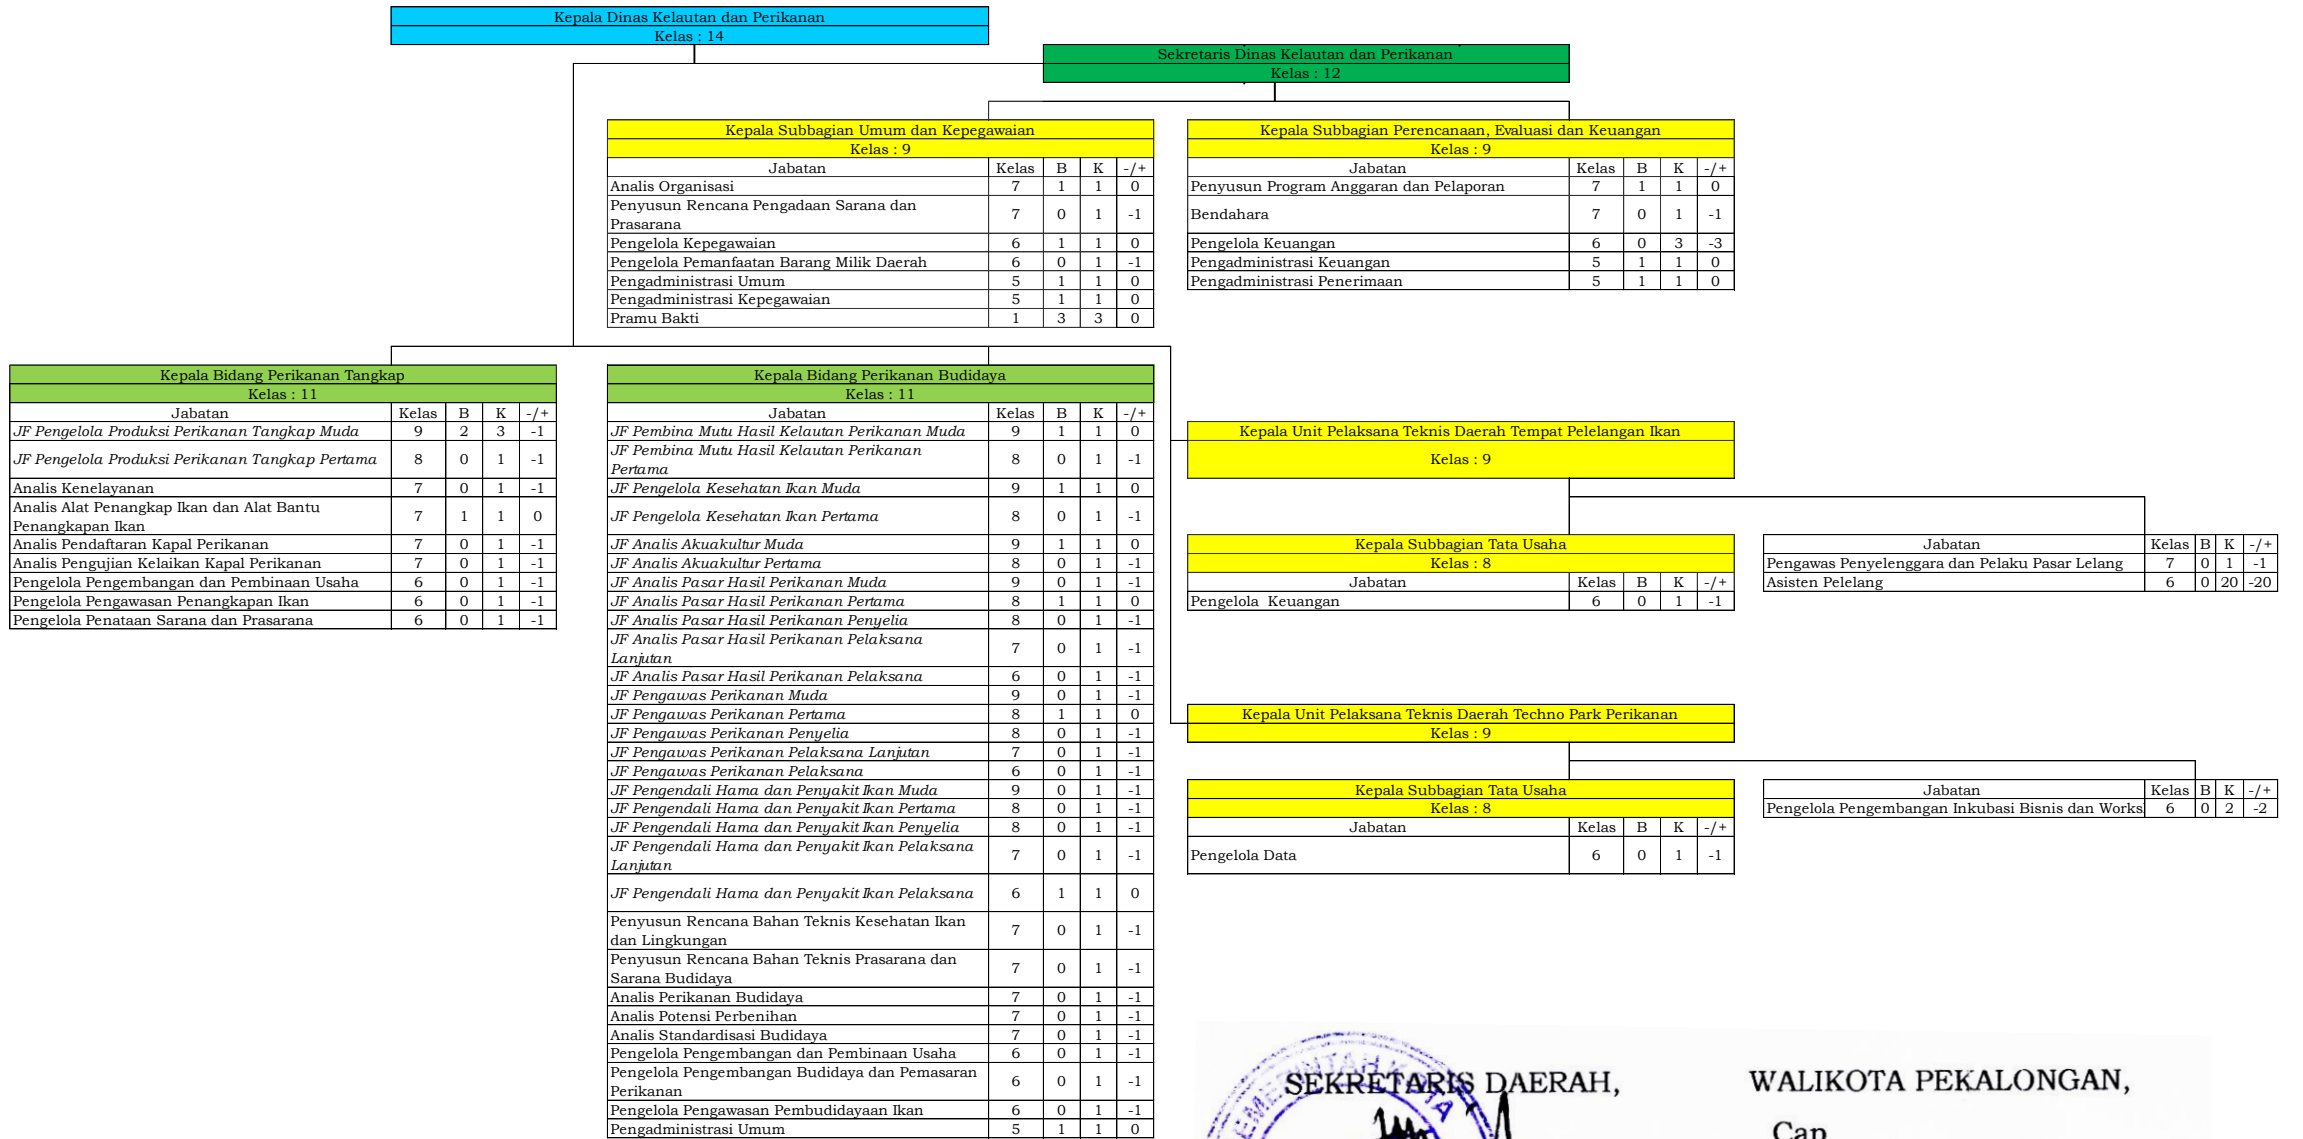 Kepala Dinas Kelautan dan Perikanan
Kelas : 14
Sekretaris Dinas Kelautan dan Perikanan
Kelas : 12
Kepala Subbagian Umum dan Kepegawaian
Kelas : 9
Jabatan Kelas B K -/+
Analis Organisasi 7 1 1 0
Penyusun Rencana Pengadaan Sarana dan
Prasarana 7 0 1 -1
Pengelola Kepegawaian 6 1 1 0
Pengelola Pemanfaatan Barang Milik Daerah 6 0 1 -1
Pengadministrasi Umum 5 1 1 0
Pengadministrasi Kepegawaian 5 1 1 0
Pramu Bakti 1 3 3 0
Kepala Subbagian Perencanaan, Evaluasi dan Keuangan
Kelas : 9
Jabatan Kelas B K -/+
Penyusun Program Anggaran dan Pelaporan 7 1 1 0
Bendahara 7 0 1 -1
Pengelola Keuangan 6 0 3 -3
Pengadministrasi Keuangan 5 1 1 0
Pengadministrasi Penerimaan 5 1 1 0
Kepala Bidang Perikanan Tangkap
Kelas : 11
Jabatan Kelas B K -/+
JF Pengelola Produksi Perikanan Tangkap Muda 9 2 3 -1
JF Pengelola Produksi Perikanan Tangkap Pertama 8 0 1 -1
Analis Kenelayanan 7 0 1 -1
Analis Alat Penangkap Ikan dan Alat Bantu
Penangkapan Ikan 7 1 1 0
Analis Pendaftaran Kapal Perikanan 7 0 1 -1
Analis Pengujian Kelaikan Kapal Perikanan 7 0 1 -1
Pengelola Pengembangan dan Pembinaan Usaha 6 0 1 -1
Pengelola Pengawasan Penangkapan Ikan 6 0 1 -1
Pengelola Penataan Sarana dan Prasarana 6 0 1 -1
Kepala Bidang Perikanan Budidaya
Kelas : 11
Jabatan Kelas B K -/+
JF Pembina Mutu Hasil Kelautan Perikanan Muda 9 1 1 0
JF Pembina Mutu Hasil Kelautan Perikanan
Pertama 8 0 1 -1
JF Pengelola Kesehatan Ikan Muda 9 1 1 0
JF Pengelola Kesehatan Ikan Pertama 8 0 1 -1
JF Analis Akuakultur Muda 9 1 1 0
JF Analis Akuakultur Pertama 8 0 1 -1
JF Analis Pasar Hasil Perikanan Muda 9 0 1 -1
JF Analis Pasar Hasil Perikanan Pertama 8 1 1 0
JF Analis Pasar Hasil Perikanan Penyelia 8 0 1 -1
JF Analis Pasar Hasil Perikanan Pelaksana
Lanjutan 7 0 1 -1
JF Analis Pasar Hasil Perikanan Pelaksana 6 0 1 -1
JF Pengawas Perikanan Muda 9 0 1 -1
JF Pengawas Perikanan Pertama 8 1 1 0
JF Pengawas Perikanan Penyelia 8 0 1 -1
JF Pengawas Perikanan Pelaksana Lanjutan 7 0 1 -1
JF Pengawas Perikanan Pelaksana 6 0 1 -1
JF Pengendali Hama dan Penyakit Ikan Muda 9 0 1 -1
JF Pengendali Hama dan Penyakit Ikan Pertama 8 0 1 -1
JF Pengendali Hama dan Penyakit Ikan Penyelia 8 0 1 -1
JF Pengendali Hama dan Penyakit Ikan Pelaksana
Lanjutan 7 0 1 -1
JF Pengendali Hama dan Penyakit Ikan Pelaksana 6 1 1 0
Penyusun Rencana Bahan Teknis Kesehatan Ikan
dan Lingkungan 7 0 1 -1
Penyusun Rencana Bahan Teknis Prasarana dan
Sarana Budidaya 7 0 1 -1
Analis Perikanan Budidaya 7 0 1 -1
Analis Potensi Perbenihan 7 0 1 -1
Analis Standardisasi Budidaya 7 0 1 -1
Pengelola Pengembangan dan Pembinaan Usaha 6 0 1 -1
Pengelola Pengembangan Budidaya dan Pemasaran
Perikanan 6 0 1 -1
Pengelola Pengawasan Pembudidayaan Ikan 6 0 1 -1
Pengadministrasi Umum 5 1 1 0
Kepala Unit Pelaksana Teknis Daerah Tempat Pelelangan Ikan
Kelas : 9
Kepala Subbagian Tata Usaha
Kelas : 8
Jabatan Kelas B K -/+
Pengelola Keuangan 6 0 1 -1
Jabatan Kelas B K -/+
Pengawas Penyelenggara dan Pelaku Pasar Lelang 7 0 1 -1
Asisten Pelelang 6 0 20 -20
Kepala Unit Pelaksana Teknis Daerah Techno Park Perikanan
Kelas : 9
Kepala Subbagian Tata Usaha
Kelas : 8
Jabatan Kelas B K -/+
Pengelola Data 6 0 1 -1
Jabatan Kelas B K -/+
Pengelola Pengembangan Inkubasi Bisnis dan Works 6 0 2 -2
SEKRETARIS DAERAH,
WALIKOTA PEKALONGAN,
Cap